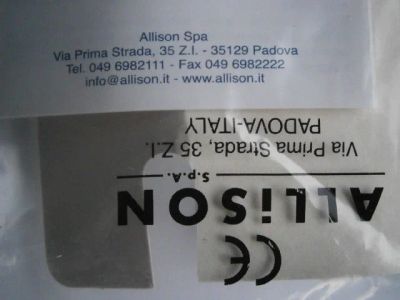 Allison Spa
Via Prima Strada, 35 Z.I. - 35129 Padova
Tel. 049 6982111 - Fax 049 6982222
info@allison.it - www.allison.it
CE
ALLiSON
S.p.A.
Via Prima Strada, 35 Z.I.
PADOVA-ITALY